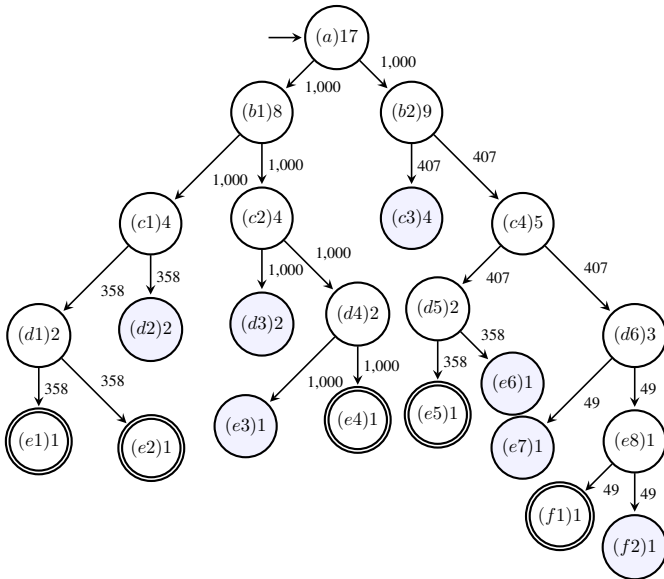 (a)17
1,000
1,000
(b1)8
(b2)9
1,000
1,000
407
407
(c1)4
(c2)4
(c3)4
(c4)5
358
358
1,000
1,000
407
407
(d1)2
(d2)2
(d3)2
(d4)2
(d5)2
(d6)3
358
358
1,000
1,000
358
358
49
49
(e1)1
(e2)1
(e3)1
(e4)1
(e5)1
(e6)1
(e7)1
(e8)1
49
49
(f1)1
(f2)1